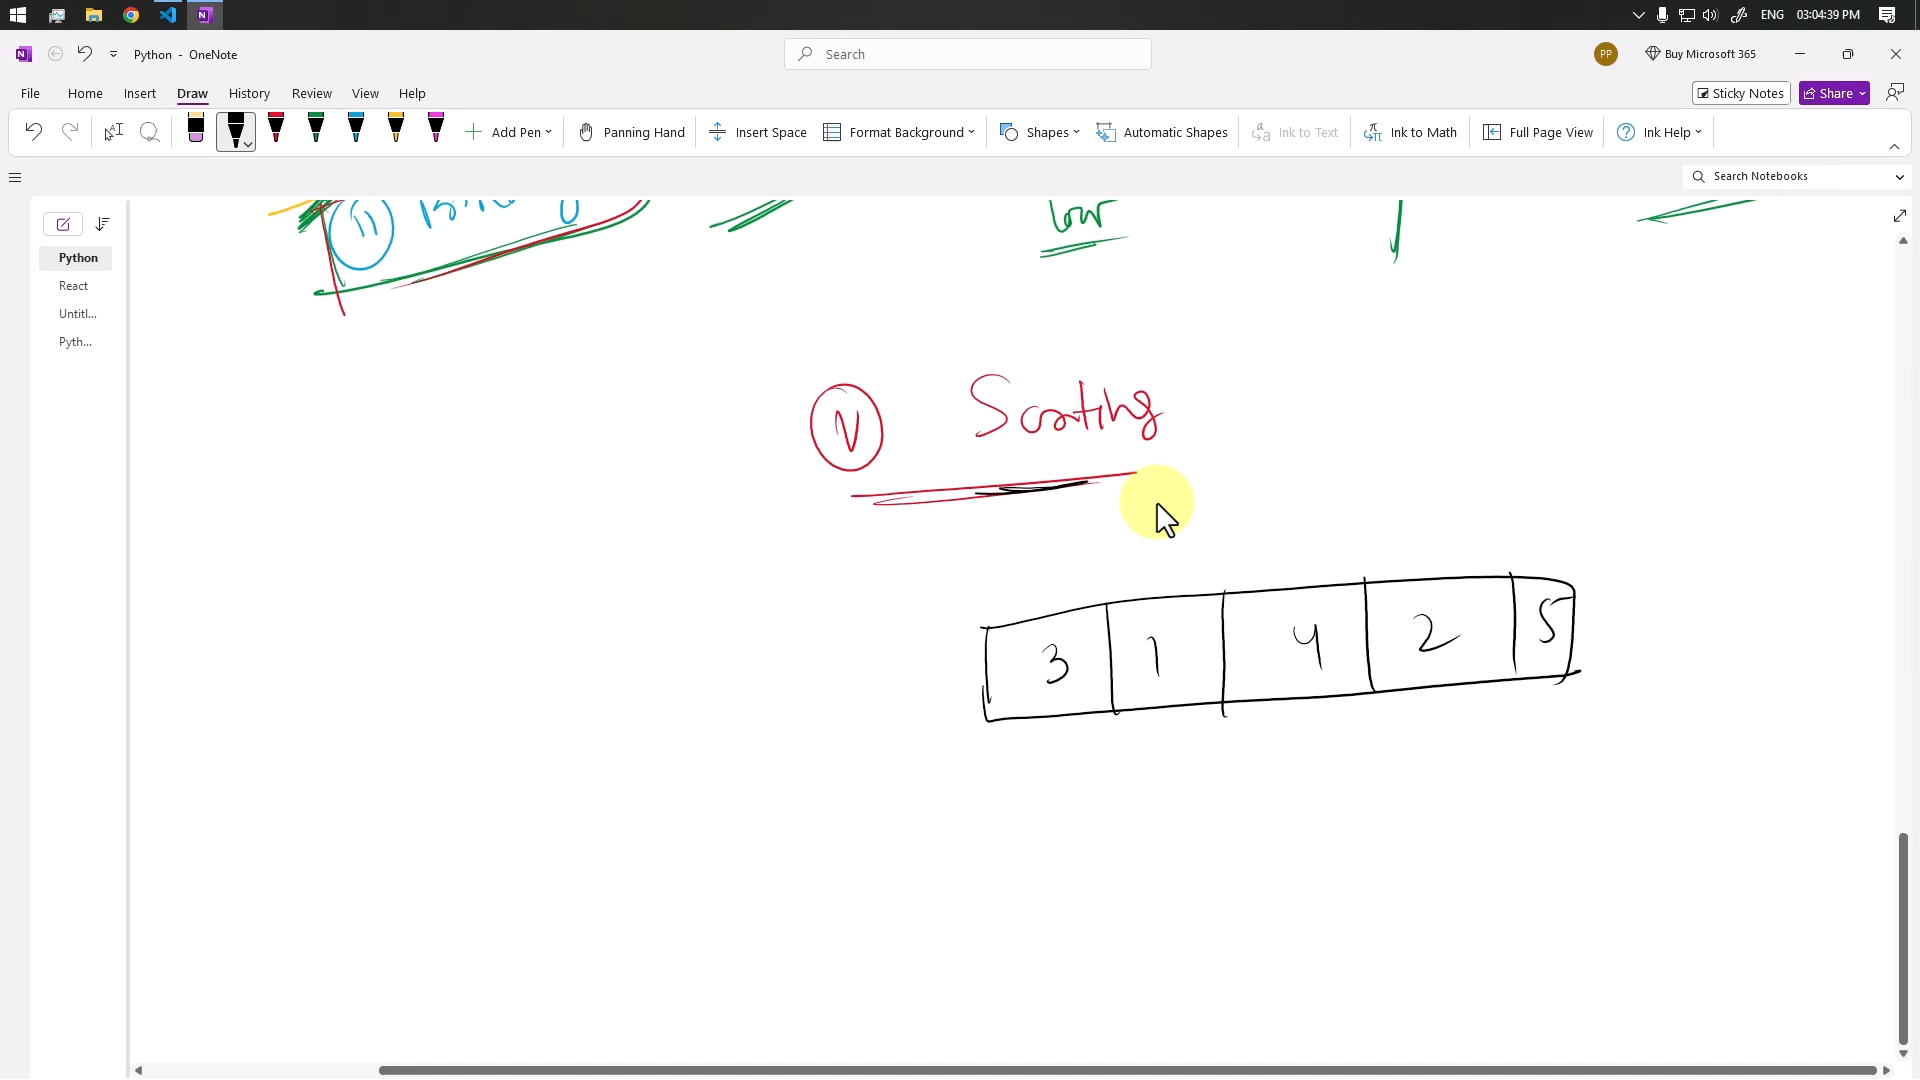 ENG 03:04:39 PM
Python - OneNote
Search
PP
Buy Microsoft 365
File Home Insert Draw History Review View Help
Sticky Notes
Share
Add Pen
Panning Hand
Insert Space
Format Background
Shapes
Automatic Shapes
Ink to Text
Ink to Math
Full Page View
Ink Help
Search Notebooks
Python
React
Untitl...
Pyth...
low
Sorting
3 1 4 2 5